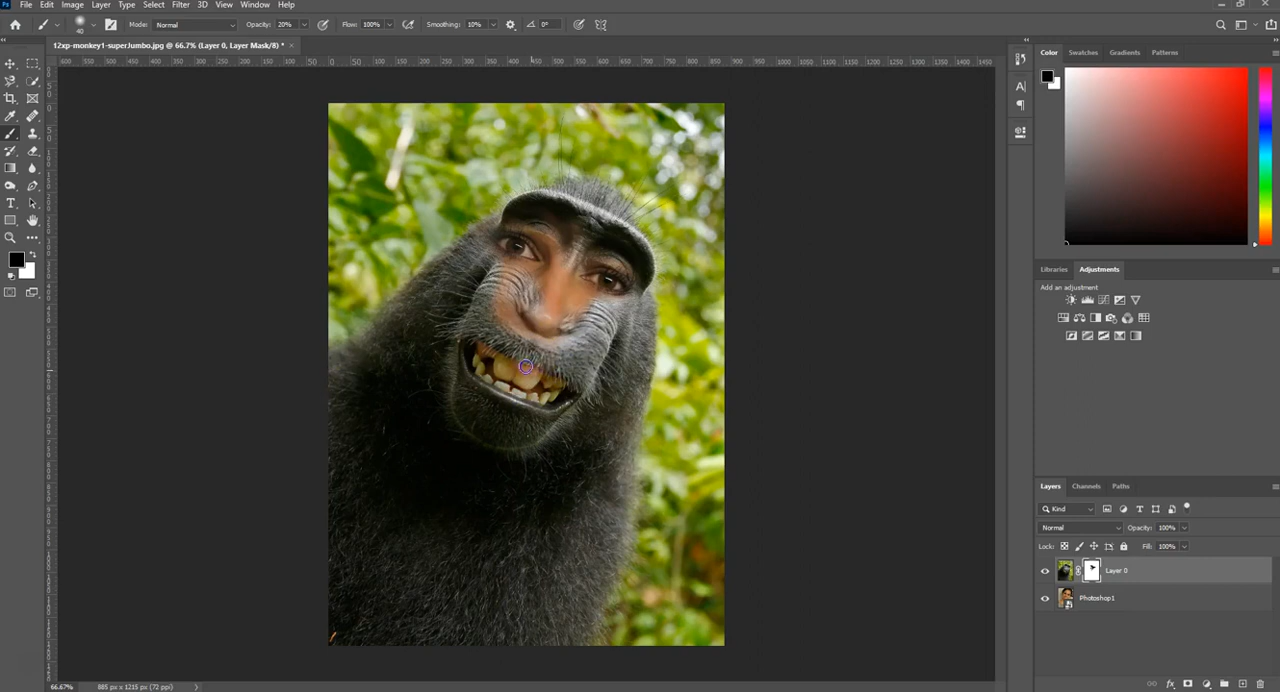 Ps File Edit Image Layer Type Select Filter 3D View Window Help
40 Mode: Normal Opacity: 20% Flow: 100% Smoothing: 10% 0°
12xp-monkey1-superJumbo.jpg @ 66.7% (Layer 0, Layer Mask/8) * ×
Color Swatches Gradients Patterns
Libraries Adjustments
Add an adjustment
Layers Channels Paths
Kind
Normal Opacity: 100%
Lock: Fill: 100%
Layer 0
Photoshop1
66.67% 885 px x 1215 px (72 ppi)